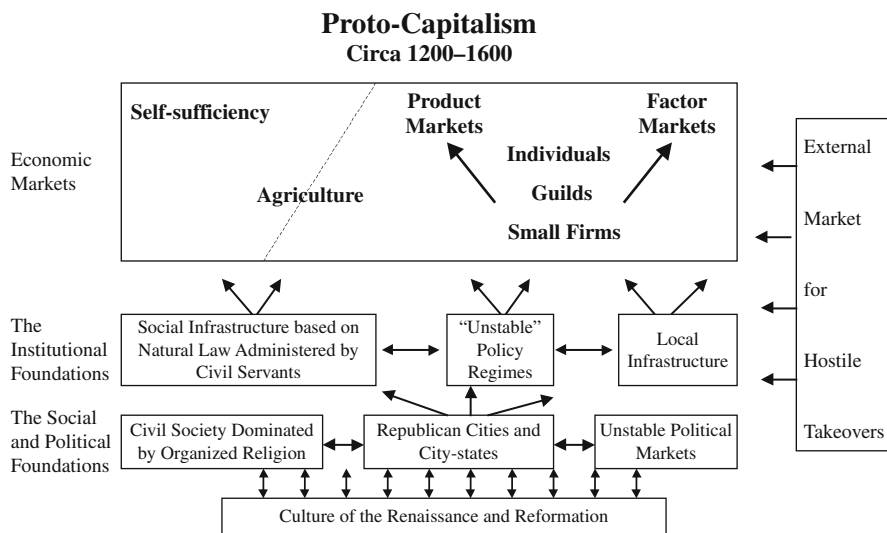 Proto-Capitalism
Circa 1200–1600
Economic
Markets
Self-sufficiency
Agriculture
Product
Markets
Factor
Markets
Individuals
Guilds
Small Firms
External
Market
for
Hostile
Takeovers
The
Institutional
Foundations
Social Infrastructure based on
Natural Law Administered by
Civil Servants
“Unstable”
Policy
Regimes
Local
Infrastructure
The Social
and Political
Foundations
Civil Society Dominated
by Organized Religion
Republican Cities and
City-states
Unstable Political
Markets
Culture of the Renaissance and Reformation